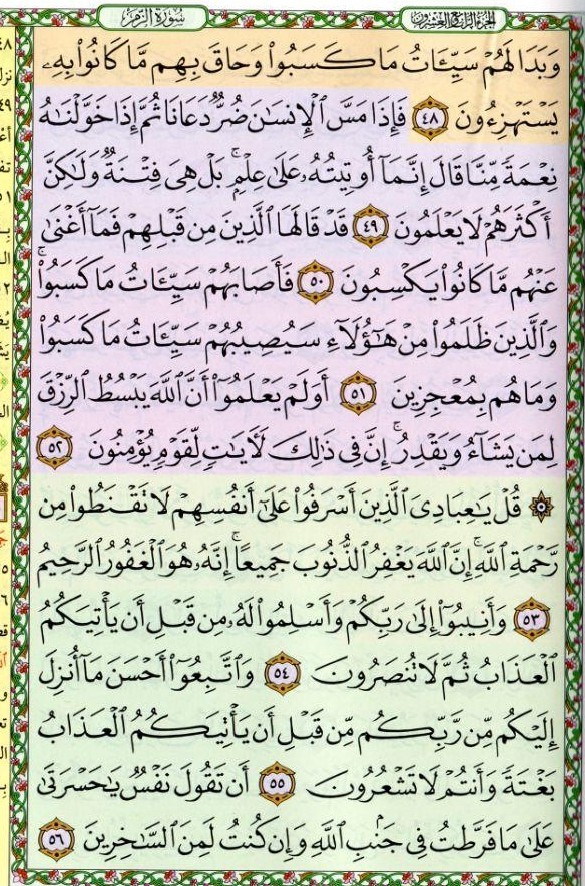 الجزء الرابع والعشرون
سورة الزمر
وَبَدَا لَهُمْ سَيِّـَٔاتُ مَا كَسَبُوا۟ وَحَاقَ بِهِم مَّا كَانُوا۟ بِهِۦ
يَسْتَهْزِءُونَ ٤٨ فَإِذَا مَسَّ ٱلْإِنسَٰنَ ضُرٌّ دَعَانَا ثُمَّ إِذَا خَوَّلْنَٰهُ
نِعْمَةً مِّنَّا قَالَ إِنَّمَآ أُوتِيتُهُۥ عَلَىٰ عِلْمٍۭ ۚ بَلْ هِىَ فِتْنَةٌ وَلَٰكِنَّ
أَكْثَرَهُمْ لَا يَعْلَمُونَ ٤٩ قَدْ قَالَهَا ٱلَّذِينَ مِن قَبْلِهِمْ فَمَآ أَغْنَىٰ
عَنْهُم مَّا كَانُوا۟ يَكْسِبُونَ ٥٠ فَأَصَابَهُمْ سَيِّـَٔاتُ مَا كَسَبُوا۟ ۚ
وَٱلَّذِينَ ظَلَمُوا۟ مِنْ هَٰٓؤُلَآءِ سَيُصِيبُهُمْ سَيِّـَٔاتُ مَا كَسَبُوا۟
وَمَا هُم بِمُعْجِزِينَ ٥١ أَوَلَمْ يَعْلَمُوٓا۟ أَنَّ ٱللَّهَ يَبْسُطُ ٱلرِّزْقَ
لِمَن يَشَآءُ وَيَقْدِرُ ۚ إِنَّ فِى ذَٰلِكَ لَءَايَٰتٍ لِّقَوْمٍ يُؤْمِنُونَ ٥٢
۞ قُلْ يَٰعِبَادِىَ ٱلَّذِينَ أَسْرَفُوا۟ عَلَىٰٓ أَنفُسِهِمْ لَا تَقْنَطُوا۟ مِن
رَّحْمَةِ ٱللَّهِ ۚ إِنَّ ٱللَّهَ يَغْفِرُ ٱلذُّنُوبَ جَمِيعًا ۚ إِنَّهُۥ هُوَ ٱلْغَفُورُ ٱلرَّحِيمُ
٥٣ وَأَنِيبُوٓا۟ إِلَىٰ رَبِّكُمْ وَأَسْلِمُوا۟ لَهُۥ مِن قَبْلِ أَن يَأْتِيَكُمُ
ٱلْعَذَابُ ثُمَّ لَا تُنصَرُونَ ٥٤ وَٱتَّبِعُوٓا۟ أَحْسَنَ مَآ أُنزِلَ
إِلَيْكُم مِّن رَّبِّكُم مِّن قَبْلِ أَن يَأْتِيَكُمُ ٱلْعَذَابُ
بَغْتَةً وَأَنتُمْ لَا تَشْعُرُونَ ٥٥ أَن تَقُولَ نَفْسٌ يَٰحَسْرَتَىٰ
عَلَىٰ مَا فَرَّطتُ فِى جَنۢبِ ٱللَّهِ وَإِن كُنتُ لَمِنَ ٱلسَّٰخِرِينَ ٥٦